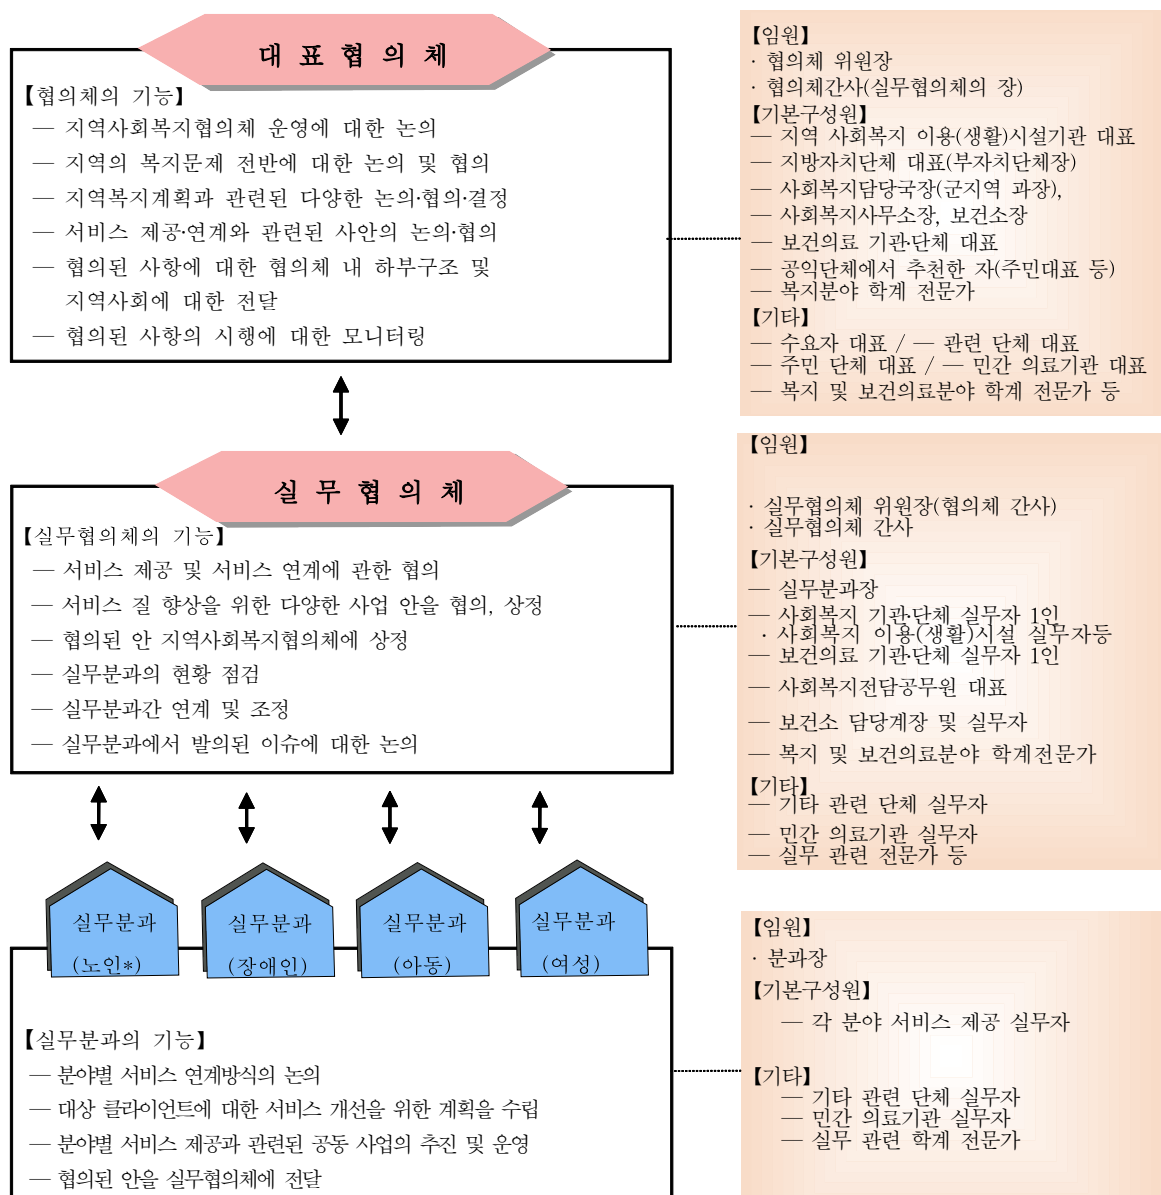 대 표 협 의 체
【협의체의 기능】
― 지역사회복지협의체 운영에 대한 논의
― 지역의 복지문제 전반에 대한 논의 및 협의
― 지역복지계획과 관련된 다양한 논의·협의·결정
― 서비스 제공·연계와 관련된 사안의 논의·협의
― 협의된 사항에 대한 협의체 내 하부구조 및
지역사회에 대한 전달
― 협의된 사항의 시행에 대한 모니터링
【임원】
· 협의체 위원장
· 협의체간사(실무협의체의 장)
【기본구성원】
― 지역 사회복지 이용(생활)시설기관 대표
― 지방자치단체 대표(부자치단체장)
― 사회복지담당국장(군지역 과장),
― 사회복지사무소장, 보건소장
― 보건의료 기관·단체 대표
― 공익단체에서 추천한 자(주민대표 등)
― 복지분야 학계 전문가
【기타】
― 수요자 대표 / ― 관련 단체 대표
― 주민 단체 대표 / ― 민간 의료기관 대표
― 복지 및 보건의료분야 학계 전문가 등
실 무 협 의 체
【실무협의체의 기능】
― 서비스 제공 및 서비스 연계에 관한 협의
― 서비스 질 향상을 위한 다양한 사업 안을 협의, 상정
― 협의된 안 지역사회복지협의체에 상정
― 실무분과의 현황 점검
― 실무분과간 연계 및 조정
― 실무분과에서 발의된 이슈에 대한 논의
【임원】
· 실무협의체 위원장(협의체 간사)
· 실무협의체 간사
【기본구성원】
― 실무분과장
― 사회복지 기관·단체 실무자 1인
· 사회복지 이용(생활)시설 실무자등
― 보건의료 기관·단체 실무자 1인
― 사회복지전담공무원 대표
― 보건소 담당계장 및 실무자
― 복지 및 보건의료분야 학계전문가
【기타】
― 기타 관련 단체 실무자
― 민간 의료기관 실무자
― 실무 관련 전문가 등
실무분과
(노인*)
실무분과
(장애인)
실무분과
(아동)
실무분과
(여성)
【실무분과의 기능】
― 분야별 서비스 연계방식의 논의
― 대상 클라이언트에 대한 서비스 개선을 위한 계획을 수립
― 분야별 서비스 제공과 관련된 공동 사업의 추진 및 운영
― 협의된 안을 실무협의체에 전달
【임원】
· 분과장
【기본구성원】
― 각 분야 서비스 제공 실무자
【기타】
― 기타 관련 단체 실무자
― 민간 의료기관 실무자
― 실무 관련 학계 전문가